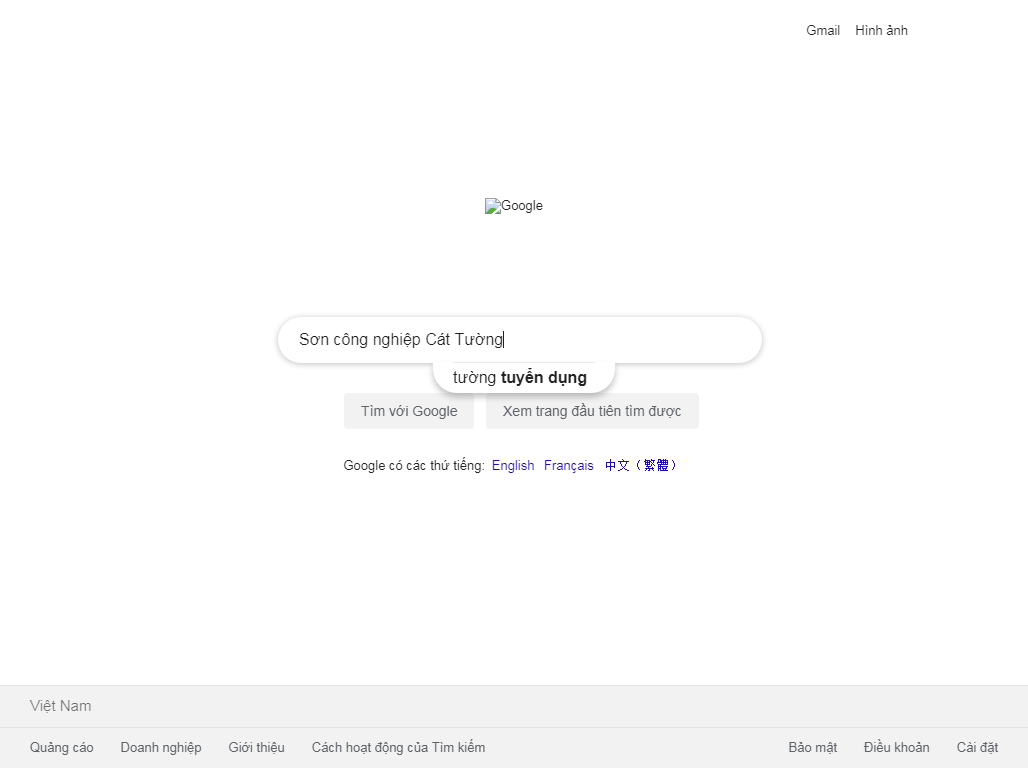 Gmail Hình ảnh
Google
Sơn công nghiệp Cát Tường
tường tuyển dụng
Tìm với Google Xem trang đầu tiên tìm được
Google có các thứ tiếng: English Français 中文（繁體）
Việt Nam
Quảng cáo Doanh nghiệp Giới thiệu Cách hoạt động của Tìm kiếm Bảo mật Điều khoản Cài đặt